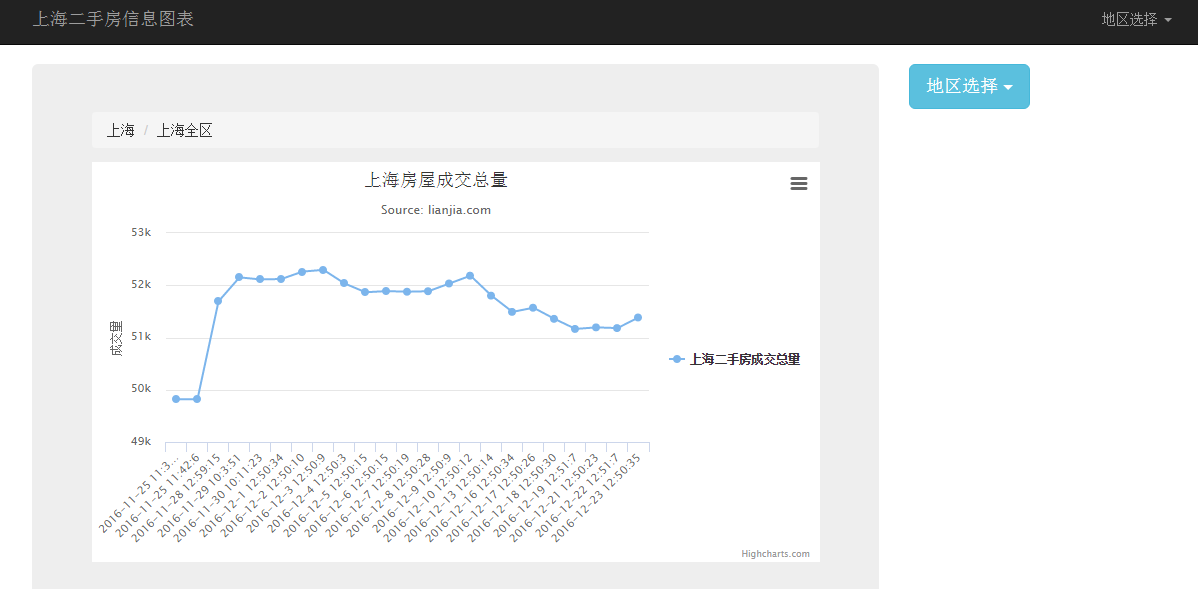 上海二手房信息图表
地区选择
地区选择
上海 / 上海全区
上海房屋成交总量
Source: lianjia.com
53k
52k
51k
50k
49k
成交量
上海二手房成交总量
2016-11-25 11:3…
2016-11-25 11:42:6
2016-11-28 12:59:15
2016-11-29 10:3:51
2016-11-30 10:11:23
2016-12-1 12:50:34
2016-12-2 12:50:10
2016-12-3 12:50:9
2016-12-4 12:50:3
2016-12-5 12:50:15
2016-12-6 12:50:15
2016-12-7 12:50:19
2016-12-8 12:50:28
2016-12-9 12:50:9
2016-12-10 12:50:12
2016-12-13 12:50:14
2016-12-16 12:50:34
2016-12-17 12:50:26
2016-12-18 12:50:30
2016-12-19 12:51:7
2016-12-21 12:50:23
2016-12-22 12:51:7
2016-12-23 12:50:35
Highcharts.com